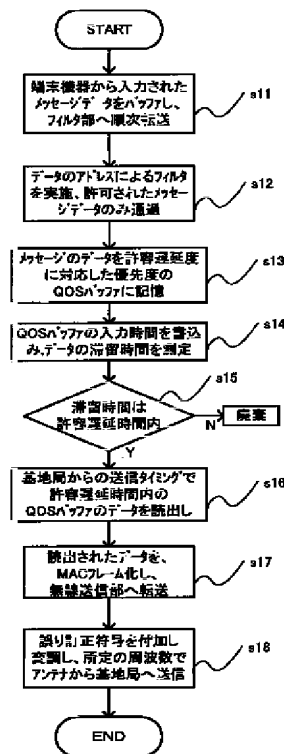 START
端末機器から入力された
メッセージデータをバッファし、
フィルタ部へ順次転送
s11
データのアドレスによるフィルタ
を実施、許可されたメッセー
ジデータのみ通過
s12
メッセージのデータを許容遅延度
に対応した優先度の
QOSバッファに記憶
s13
QOSバッファの入力時間を書込
み、データの滞留時間を測定
s14
滞留時間は
許容遅延時間内
s15
N
廃棄
Y
基地局からの送信タイミングで
許容遅延時間内の
QOSバッファのデータを読出し
s16
読出されたデータを、
MACフレーム化し、
無線送信部へ転送
s17
誤り訂正符号を付加し
変調し、所定の周波数で
アンテナから基地局へ送信
s18
END